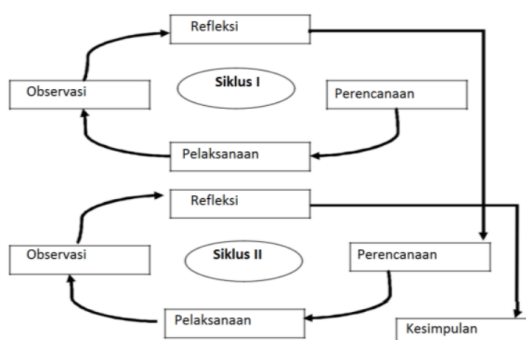 Refleksi
Observasi
Siklus I
Perencanaan
Pelaksanaan
Refleksi
Observasi
Siklus II
Perencanaan
Pelaksanaan
Kesimpulan